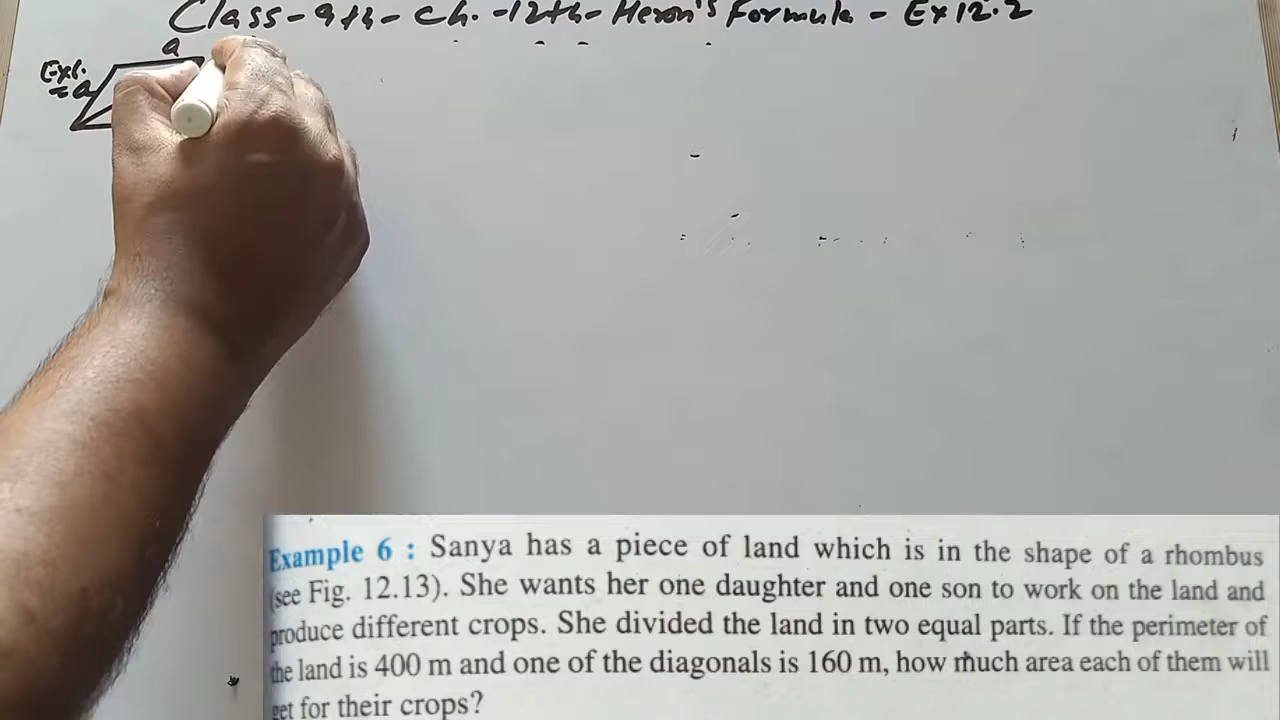 Class-9th-Ch.-12th-Heron's Formula - Ex12.2
a
Ex6.
= a
Example 6 : Sanya has a piece of land which is in the shape of a rhombus
(see Fig. 12.13). She wants her one daughter and one son to work on the land and
produce different crops. She divided the land in two equal parts. If the perimeter of
the land is 400 m and one of the diagonals is 160 m, how much area each of them will
get for their crops?